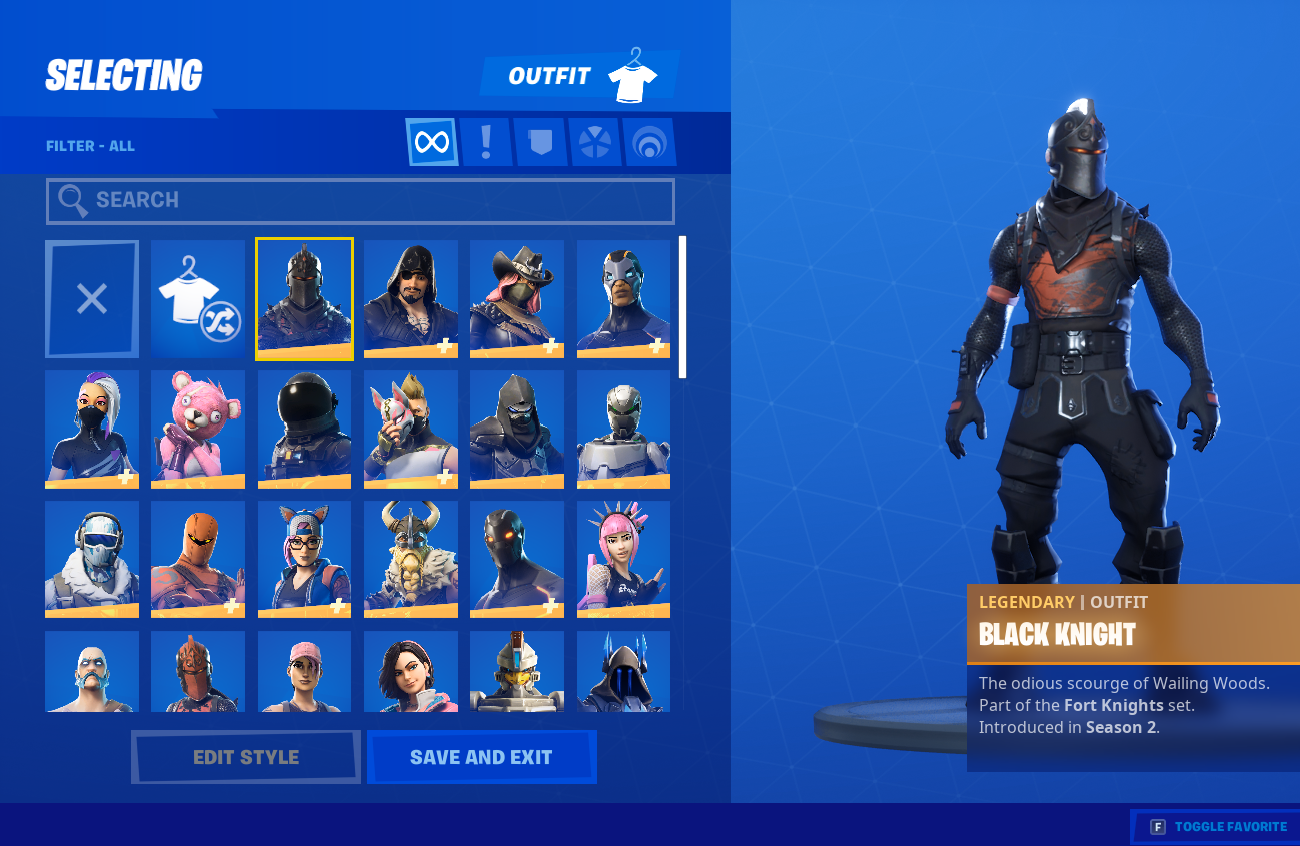 SELECTING
OUTFIT
FILTER - ALL
SEARCH
LEGENDARY | OUTFIT
BLACK KNIGHT
The odious scourge of Wailing Woods.
Part of the Fort Knights set.
Introduced in Season 2.
EDIT STYLE
SAVE AND EXIT
F TOGGLE FAVORITE